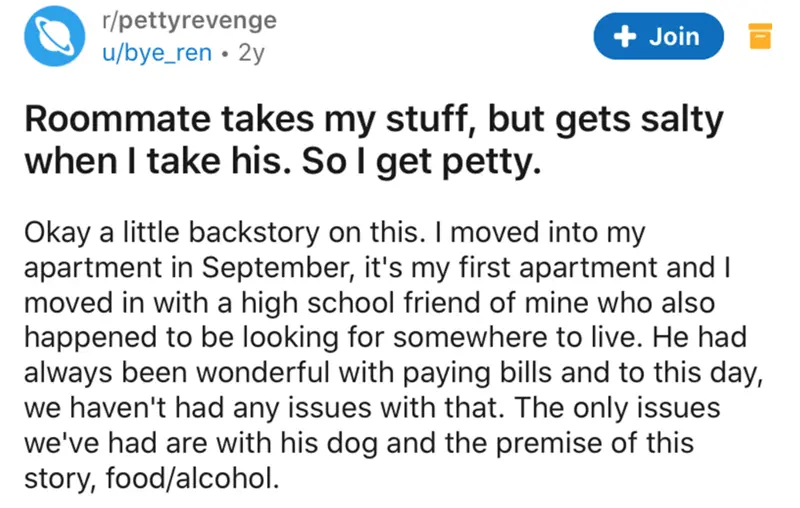 r/pettyrevenge
u/bye_ren • 2y
+ Join
Roommate takes my stuff, but gets salty
when I take his. So I get petty.
Okay a little backstory on this. I moved into my
apartment in September, it's my first apartment and I
moved in with a high school friend of mine who also
happened to be looking for somewhere to live. He had
always been wonderful with paying bills and to this day,
we haven't had any issues with that. The only issues
we've had are with his dog and the premise of this
story, food/alcohol.